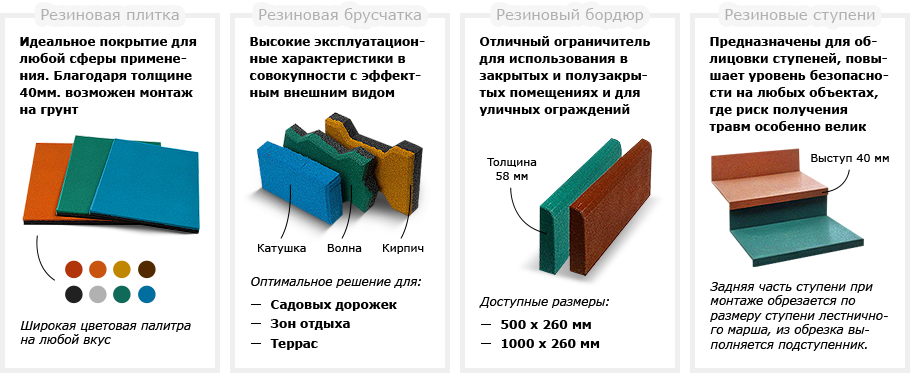 Резиновая плитка
Идеальное покрытие для
любой сферы примене-
ния. Благодаря толщине
40мм. возможен монтаж
на грунт
Широкая цветовая палитра
на любой вкус
Резиновая брусчатка
Высокие эксплуатацион-
ные характеристики в
совокупности с эффект-
ным внешним видом
Катушка
Волна
Кирпич
Оптимальное решение для:
— Садовых дорожек
— Зон отдыха
— Террас
Резиновый бордюр
Отличный ограничитель
для использования в
закрытых и полузакры-
тых помещениях и для
уличных ограждений
Толщина
58 мм
Доступные размеры:
— 500 х 260 мм
— 1000 х 260 мм
Резиновые ступени
Предназначены для об-
лицовки ступеней, повы-
шает уровень безопасно-
сти на любых объектах,
где риск получения
травм особенно велик
Выступ 40 мм
Задняя часть ступени при
монтаже обрезается по
размеру ступени лестнично-
го марша, из обрезка вы-
полняется подступенник.